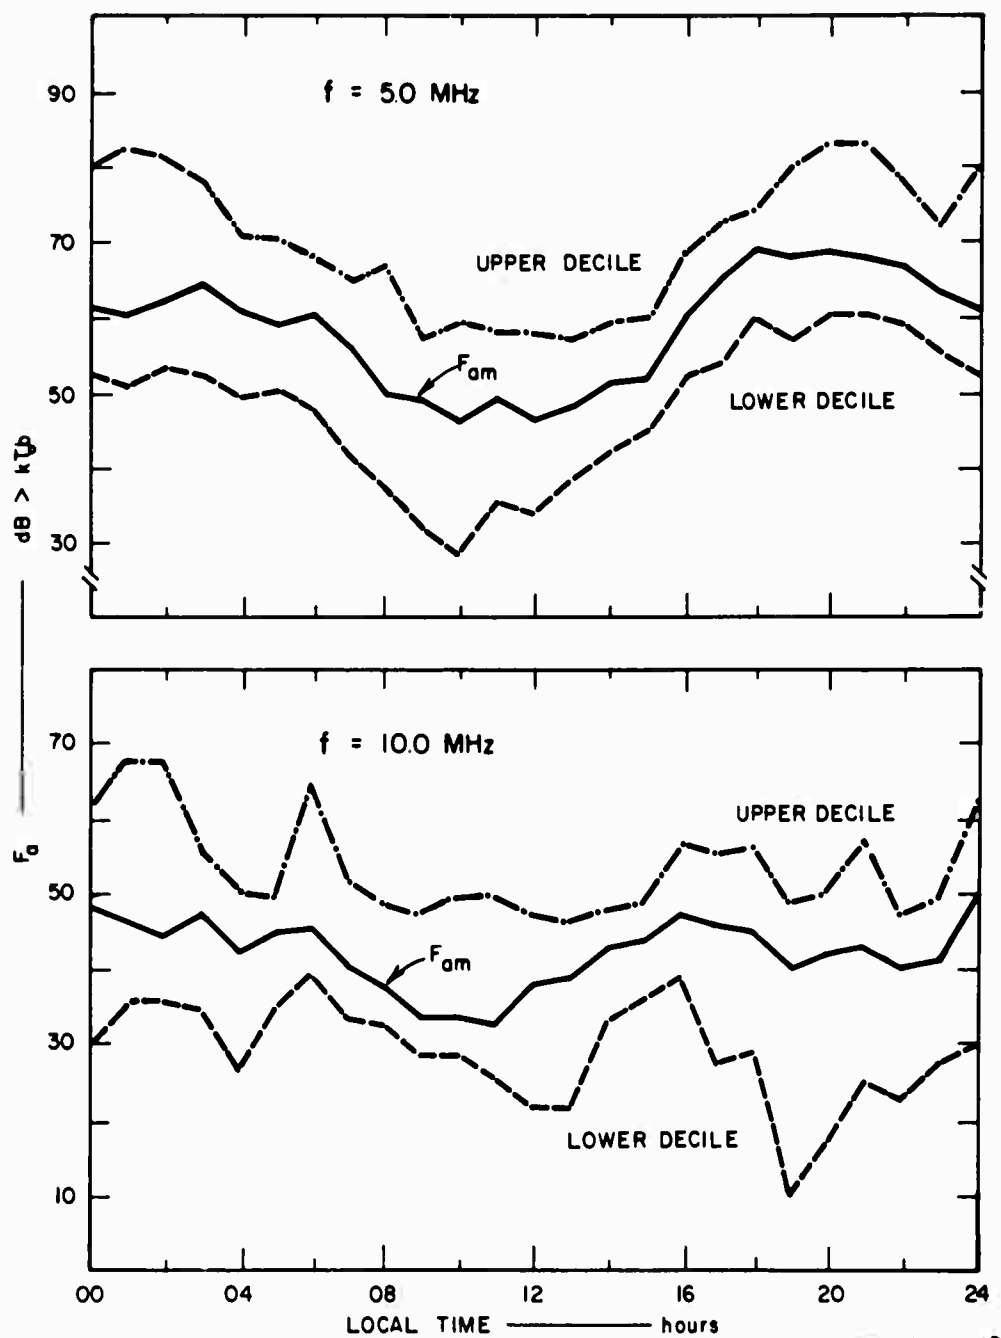 f = 5.0 MHz
90
70
50
30
UPPER DECILE
Fam
LOWER DECILE
Fa ——— dB > kTob
f = 10.0 MHz
70
50
30
10
UPPER DECILE
Fam
LOWER DECILE
00 04 08 12 16 20 24
LOCAL TIME ——— hours